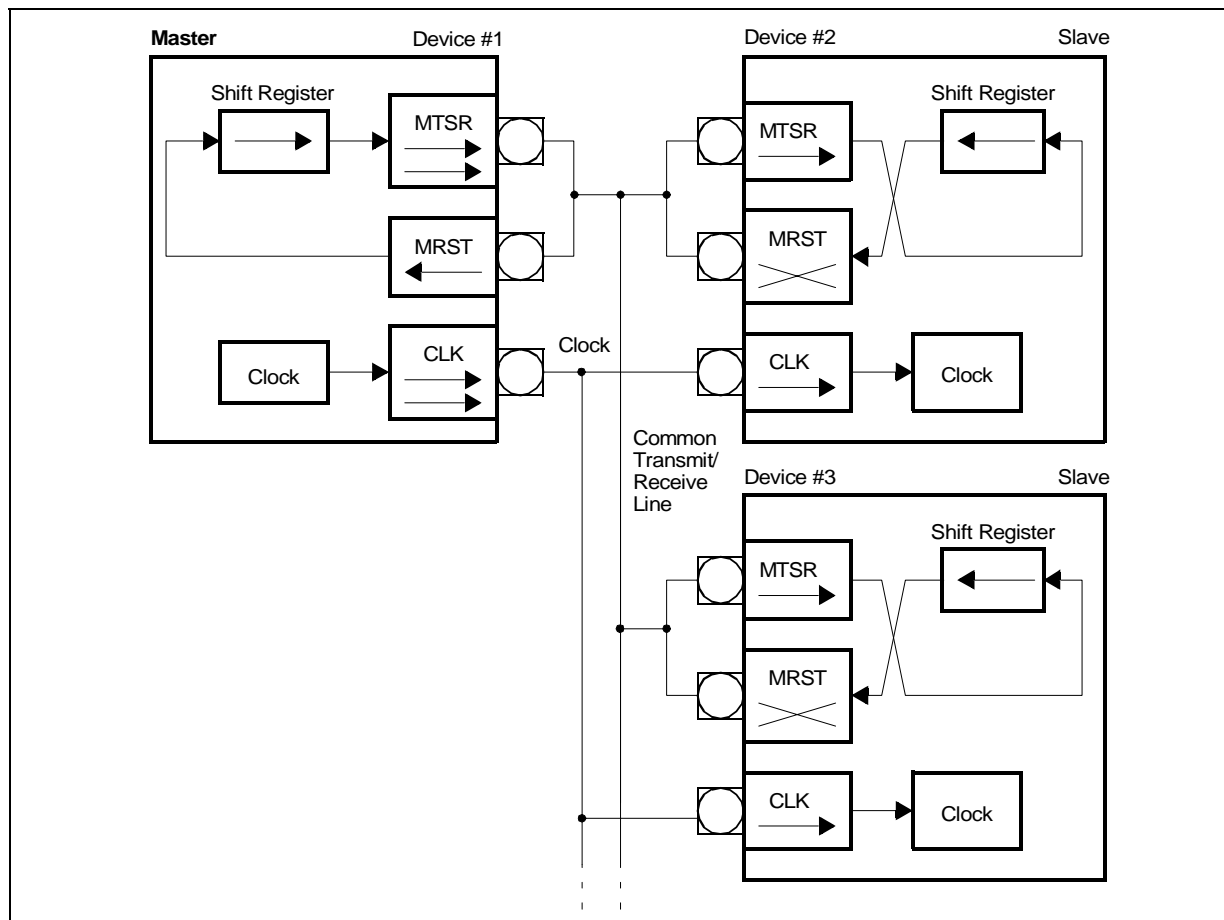 Master Device #1
Shift Register
MTSR
MRST
CLK
Clock
Clock
Common
Transmit/
Receive
Line
Device #2 Slave
Shift Register
MTSR
MRST
CLK
Clock
Device #3 Slave
Shift Register
MTSR
MRST
CLK
Clock